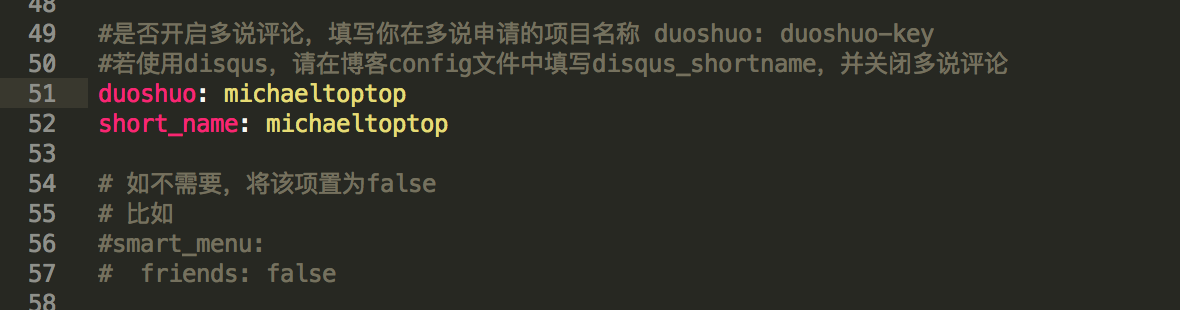 48
49 #是否开启多说评论，填写你在多说申请的项目名称 duoshuo: duoshuo-key
50 #若使用disqus，请在博客config文件中填写disqus_shortname，并关闭多说评论
51 duoshuo: michaeltoptop
52 short_name: michaeltoptop
53
54 # 如不需要，将该项置为false
55 # 比如
56 #smart_menu:
57 #  friends: false
58